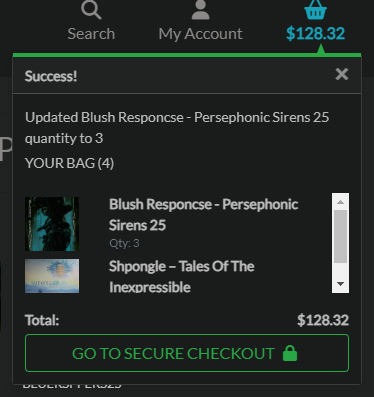 Search
My Account
$128.32
Success!
Updated Blush Responcse - Persephonic Sirens 25
quantity to 3
YOUR BAG (4)
Blush Responcse - Persephonic
Sirens 25
Qty: 3
Shpongle – Tales Of The
Inexpressible
Total:
$128.32
GO TO SECURE CHECKOUT